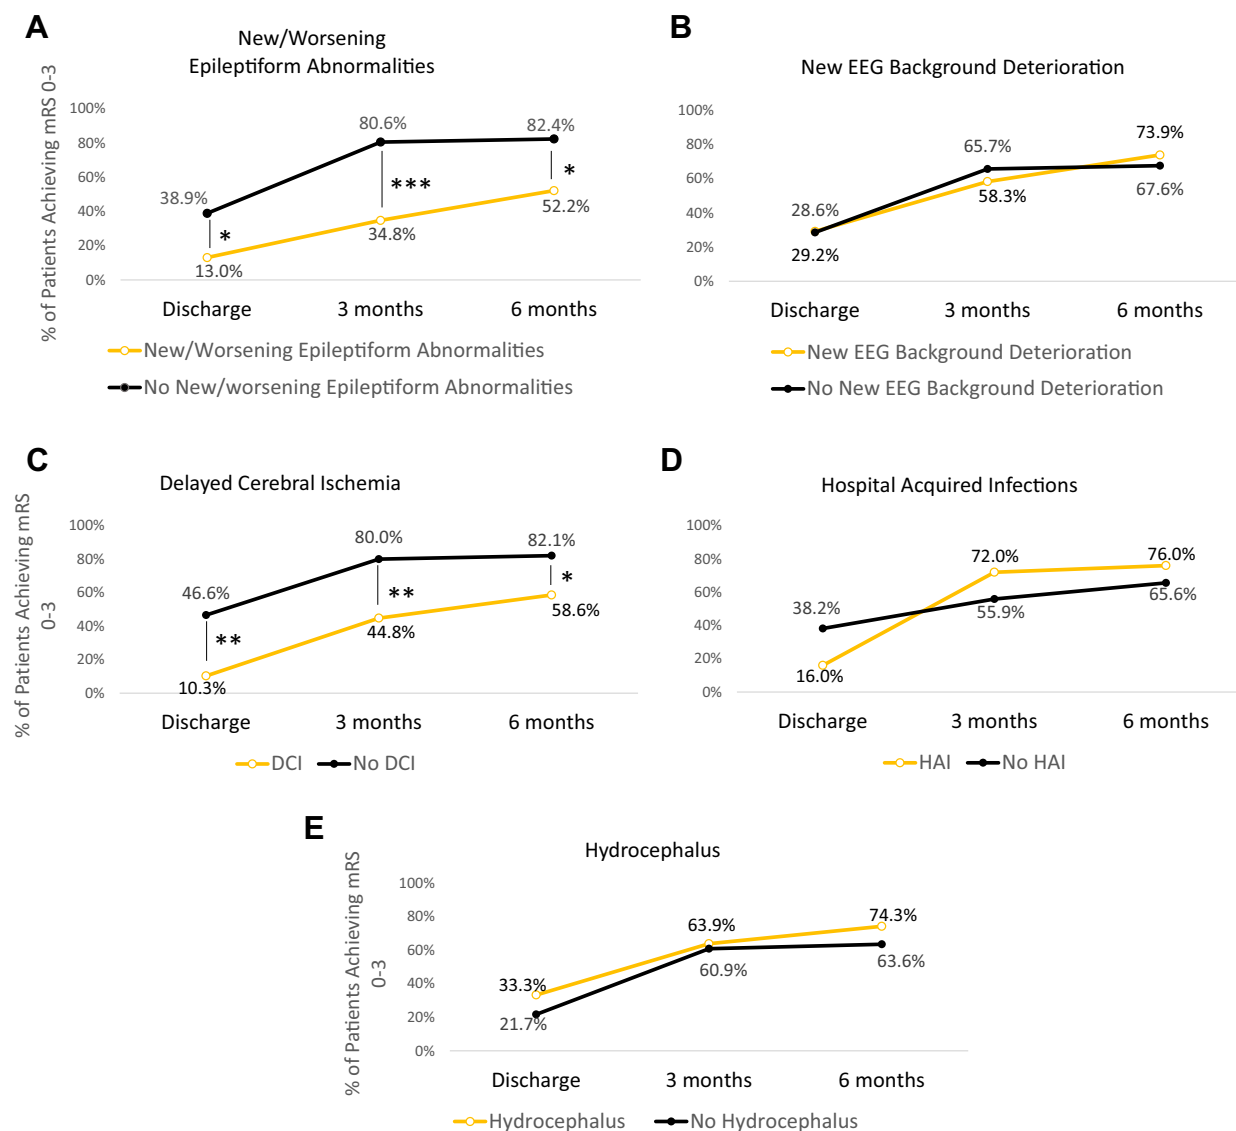 A
New/Worsening
Epileptiform Abnormalities
% of Patients Achieving mRS 0-3
100%
80%
60%
40%
20%
0%
38.9%
80.6%
82.4%
*
***
*
13.0%
34.8%
52.2%
Discharge
3 months
6 months
New/Worsening Epileptiform Abnormalities
No New/worsening Epileptiform Abnormalities
B
New EEG Background Deterioration
100%
80%
60%
40%
20%
0%
28.6%
65.7%
73.9%
29.2%
58.3%
67.6%
Discharge
3 months
6 months
New EEG Background Deterioration
No New EEG Background Deterioration
C
Delayed Cerebral Ischemia
% of Patients Achieving mRS
0-3
100%
80%
60%
40%
20%
0%
46.6%
80.0%
82.1%
**
**
*
10.3%
44.8%
58.6%
Discharge
3 months
6 months
DCI
No DCI
D
Hospital Acquired Infections
100%
80%
60%
40%
20%
0%
38.2%
72.0%
76.0%
16.0%
55.9%
65.6%
Discharge
3 months
6 months
HAI
No HAI
E
Hydrocephalus
% of Patients Achieving mRS
0-3
100%
80%
60%
40%
20%
0%
33.3%
63.9%
74.3%
21.7%
60.9%
63.6%
Discharge
3 months
6 months
Hydrocephalus
No Hydrocephalus